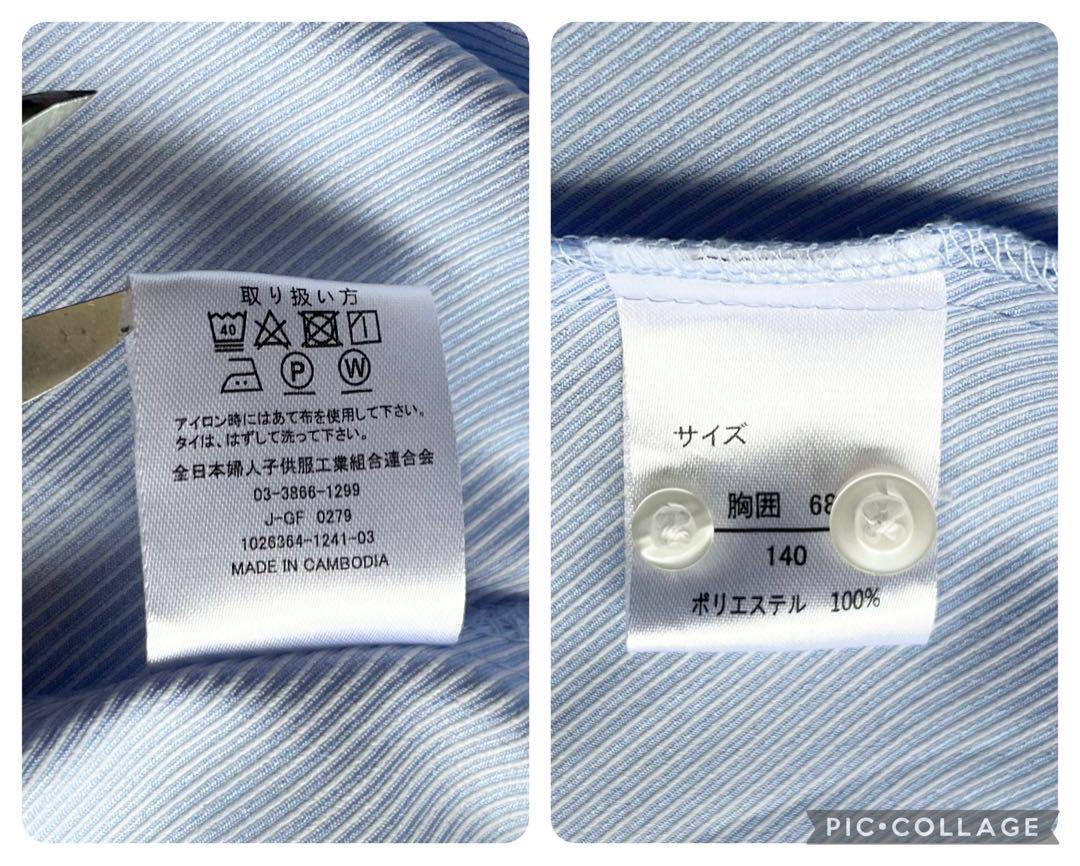 取り扱い方
40
P
W
アイロン時にはあて布を使用して下さい。
タイは、はずして洗って下さい。
全日本婦人子供服工業組合連合会
03-3866-1299
J-GF 0279
1026364-1241-03
MADE IN CAMBODIA
サイズ
胸囲 68
140
ポリエステル 100%
PIC•COLLAGE